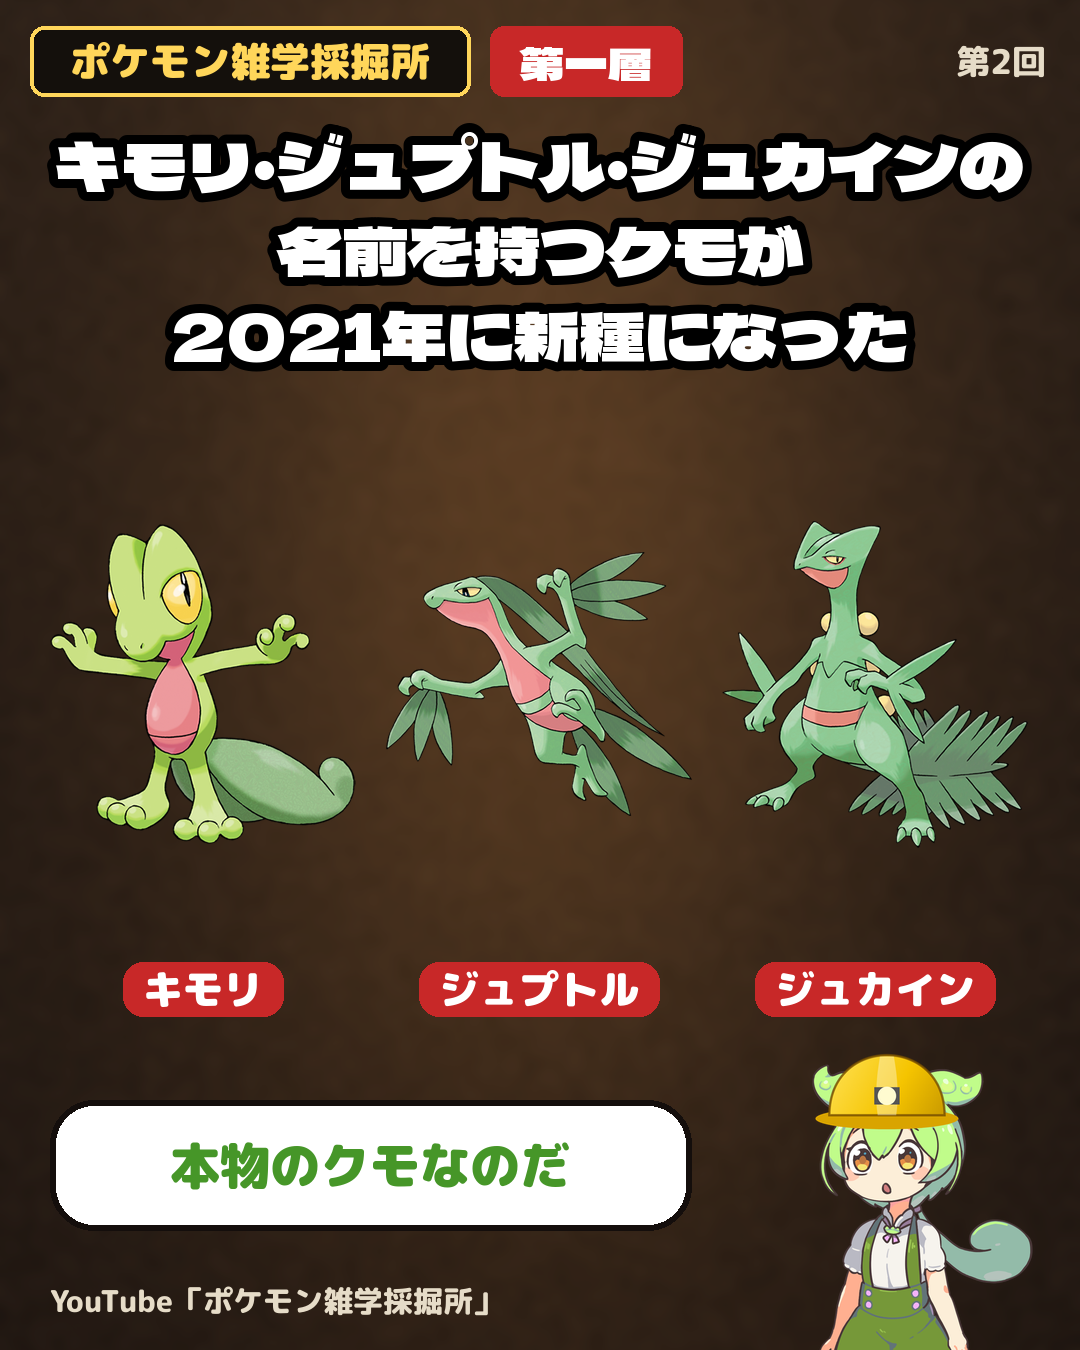 ポケモン雑学採掘所
第一層
第2回
キモリ・ジュプトル・ジュカインの
名前を持つクモが
2021年に新種になった
キモリ
ジュプトル
ジュカイン
本物のクモなのだ
YouTube「ポケモン雑学採掘所」